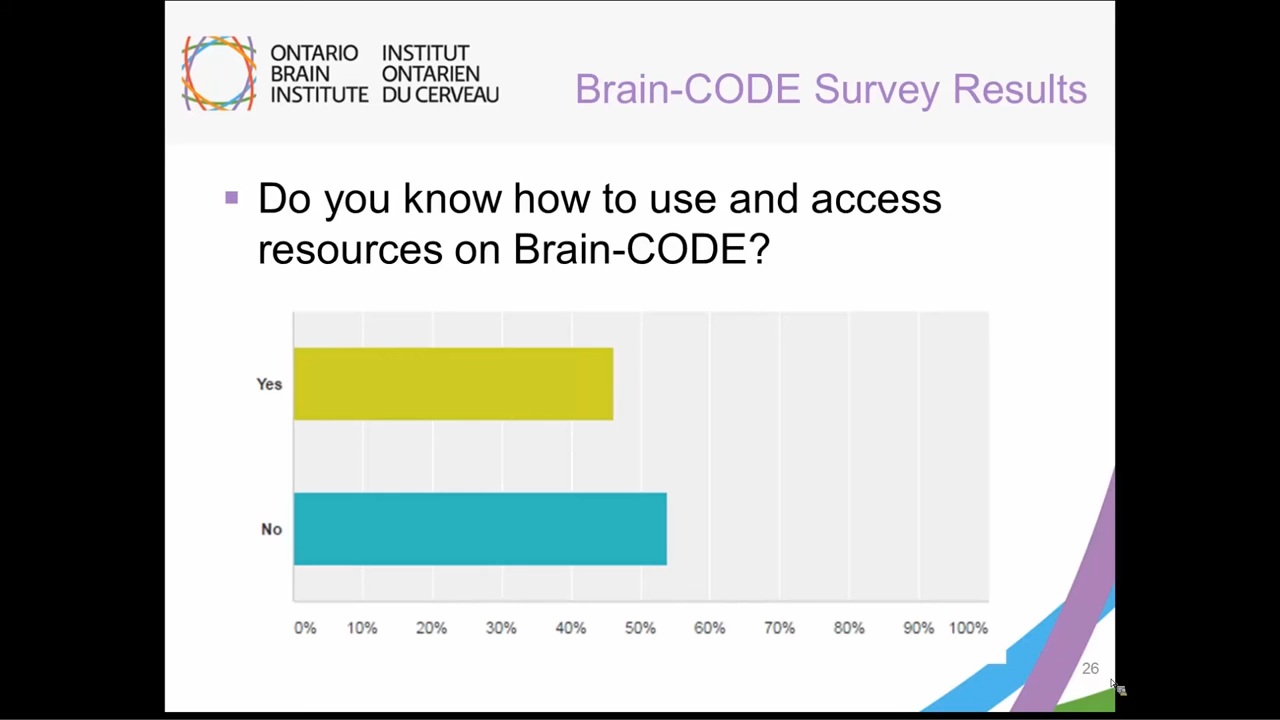 ONTARIO
BRAIN
INSTITUTE
INSTITUT
ONTARIEN
DU CERVEAU
Brain-CODE Survey Results
Do you know how to use and access
resources on Brain-CODE?
Yes
No
0% 10% 20% 30% 40% 50% 60% 70% 80% 90% 100%
26